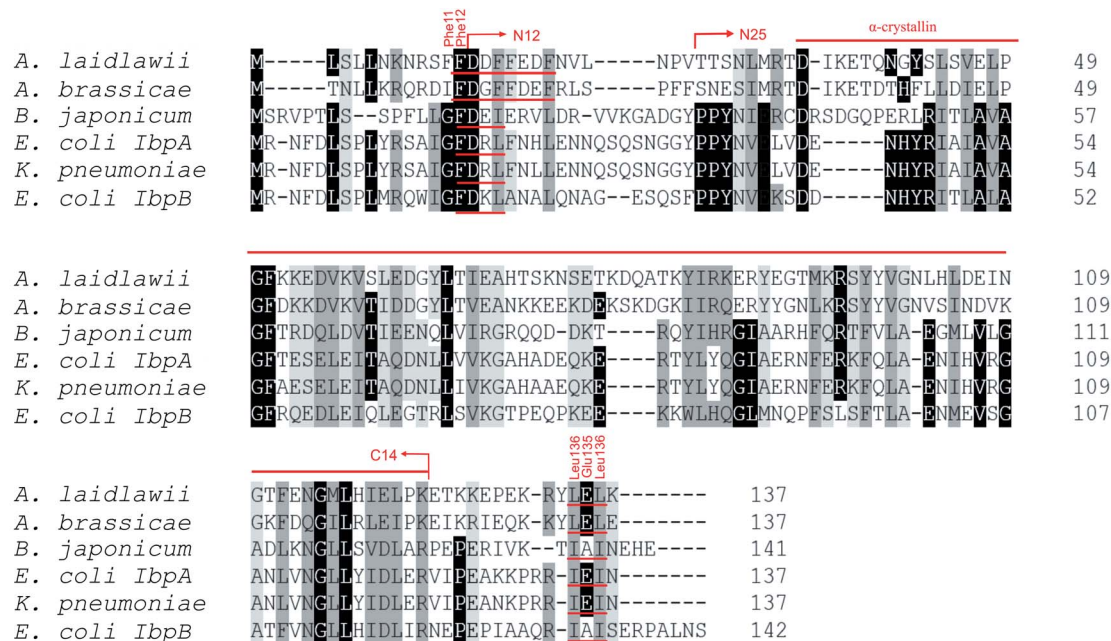 Phe11
Phe12
N12
N25
α-crystallin
A. laidlawii M-----LSLLNKNRSFFDDFFEDFNVL-----NPVTTSNLMRTD-IKETQNGYSLSVELP 49
A. brassicae M-----TNLLKRQRDIFDGFFDEFRLS-----PFFSNESIMRTD-IKETDTHFLLDIELP 49
B. japonicum MSRVPTLS--SPFLLGFDEIERVLDR-VVKGADGYPPYNIERCDRSDGQPERLRITLAVA 57
E. coli IbpA MR-NFDLSPLYRSAIGFDRLFNHLENNQSQSNGGYPPYNVELVDE-----NHYRIAIAVA 54
K. pneumoniae MR-NFDLSPLYRSAIGFDRLFNLLENNQSQSNGGYPPYNVELVDE-----NHYRIAIAVA 54
E. coli IbpB MR-NFDLSPLMRQWIGFDKLANALQNAG--ESQSFPPYNVEKSDD-----NHYRITLALA 52
A. laidlawii GFKKEDVKVSLEDGYLTIEAHTSKNSETKDQATKYIRKERYEGTMKRSYYVGNLHLDEIN 109
A. brassicae GFDKKDVKVTIDDGYLTVEANKKEEKDEKSKDGKIIRQERYYGNLKRSYYVGNVSINDVK 109
B. japonicum GFTRDQLDVTIEENQLVIRGRQQD-DKT----RQYIHRGIAARHFQRTFVLA-EGMLVLG 111
E. coli IbpA GFTESELEITAQDNLLVVKGAHADEQKE----RTYLYQGIAERNFERKFQLA-ENIHVRG 109
K. pneumoniae GFAESELEITAQDNLLIVKGAHAAEQKE----RTYLYQGIAERNFERKFQLA-ENIHVRG 109
E. coli IbpB GFRQEDLEIQLEGTRLSVKGTPEQPKEE----KKWLHQGLMNQPFSLSFTLA-ENMEVSG 107
C14
Leu136
Glu135
Leu136
A. laidlawii GTFENGMLHIELPKETKKEPEK-RYLELK------- 137
A. brassicae GKFDQGILRLEIPKEIKRIEQK-KYLELE------- 137
B. japonicum ADLKNGLLSVDLARPEPERIVK--TIAINEHE---- 141
E. coli IbpA ANLVNGLLYIDLERVIPEAKKPRR-IEIN------- 137
K. pneumoniae ANLVNGLLYIDLERVIPEANKPRR-IEIN------- 137
E. coli IbpB ATFVNGLLHIDLIRNEPEPIAAQR-IAISERPALNS 142